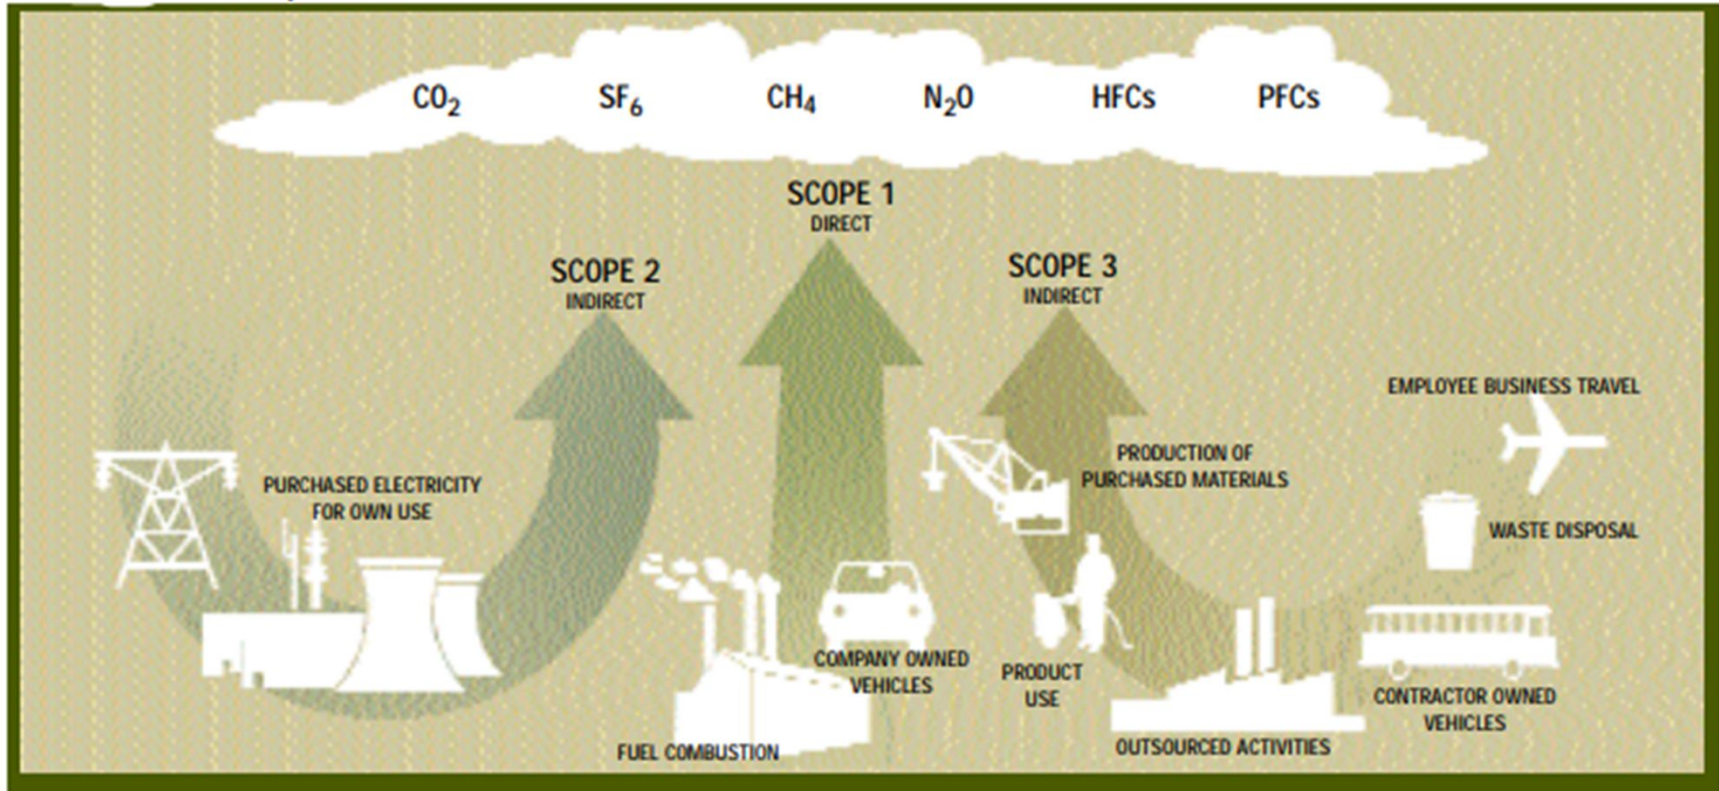 CO₂ SF₆ CH₄ N₂O HFCs PFCs
SCOPE 1
DIRECT
SCOPE 2
INDIRECT
SCOPE 3
INDIRECT
EMPLOYEE BUSINESS TRAVEL
PURCHASED ELECTRICITY
FOR OWN USE
PRODUCTION OF
PURCHASED MATERIALS
WASTE DISPOSAL
COMPANY OWNED
VEHICLES
PRODUCT
USE
CONTRACTOR OWNED
VEHICLES
FUEL COMBUSTION
OUTSOURCED ACTIVITIES